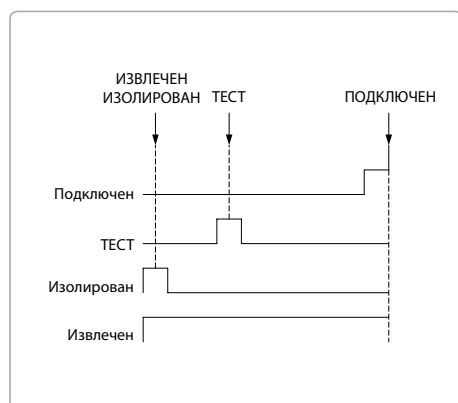 ИЗВЛЕЧЕН
ИЗОЛИРОВАН ТЕСТ ПОДКЛЮЧЕН
Подключен
ТЕСТ
Изолирован
Извлечен